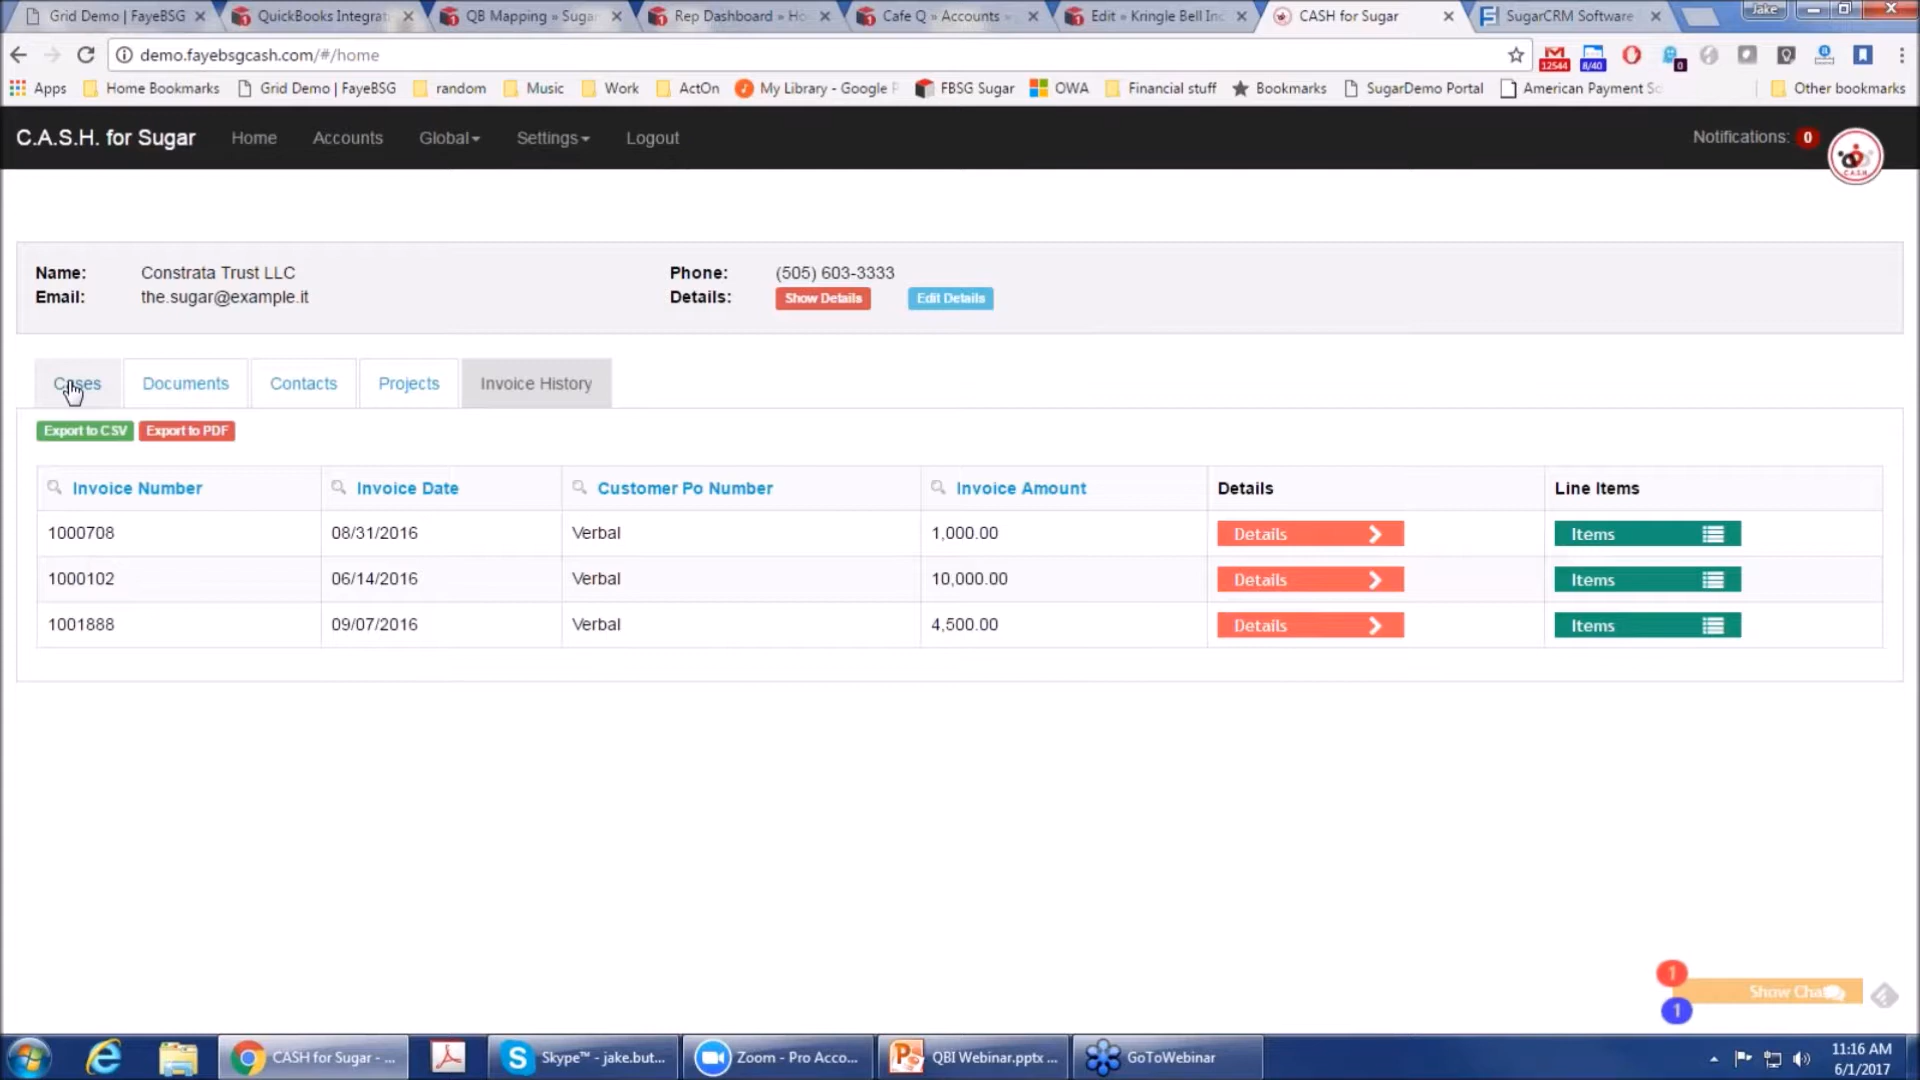 Grid Demo | FayeBSG
QuickBooks Integrat
QB Mapping » Sugar
Rep Dashboard » Ho
Cafe Q » Accounts
Edit » Kringle Bell Inc
CASH for Sugar
SugarCRM Software
Jake
demo.fayebsgcash.com/#/home
12544
8/40
0
Apps
Home Bookmarks
Grid Demo | FayeBSG
random
Music
Work
ActOn
My Library - Google P
FBSG Sugar
OWA
Financial stuff
Bookmarks
SugarDemo Portal
American Payment So
Other bookmarks
C.A.S.H. for Sugar
Home
Accounts
Global
Settings
Logout
Notifications: 0
C.A.S.H
Name: Constrata Trust LLC
Phone: (505) 603-3333
Email: the.sugar@example.it
Details: Show Details Edit Details
Cases
Documents
Contacts
Projects
Invoice History
Export to CSV
Export to PDF
Invoice Number Invoice Date Customer Po Number Invoice Amount Details Line Items
1000708 08/31/2016 Verbal 1,000.00 Details Items
1000102 06/14/2016 Verbal 10,000.00 Details Items
1001888 09/07/2016 Verbal 4,500.00 Details Items
1
Show Chat
1
CASH for Sugar - ...
Skype™ - jake.but...
Zoom - Pro Acco...
QBI Webinar.pptx ...
GoToWebinar
11:16 AM
6/1/2017